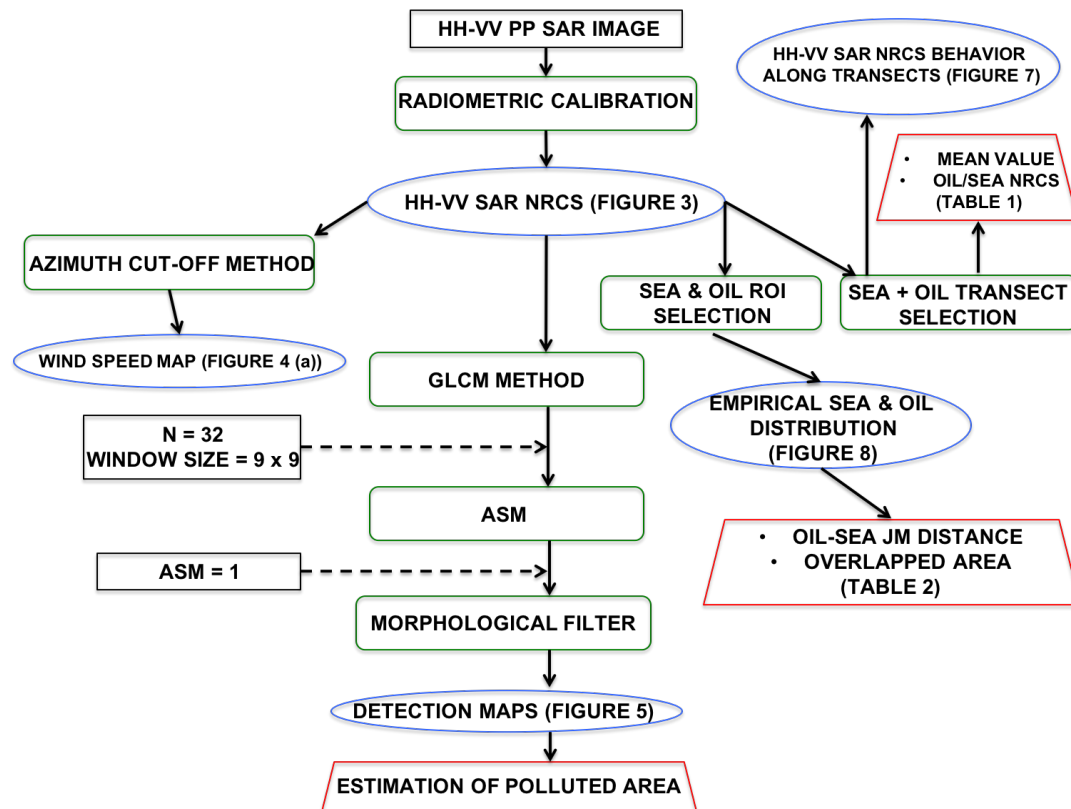 HH-VV PP SAR IMAGE
RADIOMETRIC CALIBRATION
HH-VV SAR NRCS BEHAVIOR
ALONG TRANSECTS (FIGURE 7)
• MEAN VALUE
• OIL/SEA NRCS
(TABLE 1)
HH-VV SAR NRCS (FIGURE 3)
AZIMUTH CUT-OFF METHOD
SEA & OIL ROI
SELECTION
SEA + OIL TRANSECT
SELECTION
WIND SPEED MAP (FIGURE 4 (a))
GLCM METHOD
EMPIRICAL SEA & OIL
DISTRIBUTION
(FIGURE 8)
N = 32
WINDOW SIZE = 9 x 9
ASM
• OIL-SEA JM DISTANCE
• OVERLAPPED AREA
(TABLE 2)
ASM = 1
MORPHOLOGICAL FILTER
DETECTION MAPS (FIGURE 5)
ESTIMATION OF POLLUTED AREA